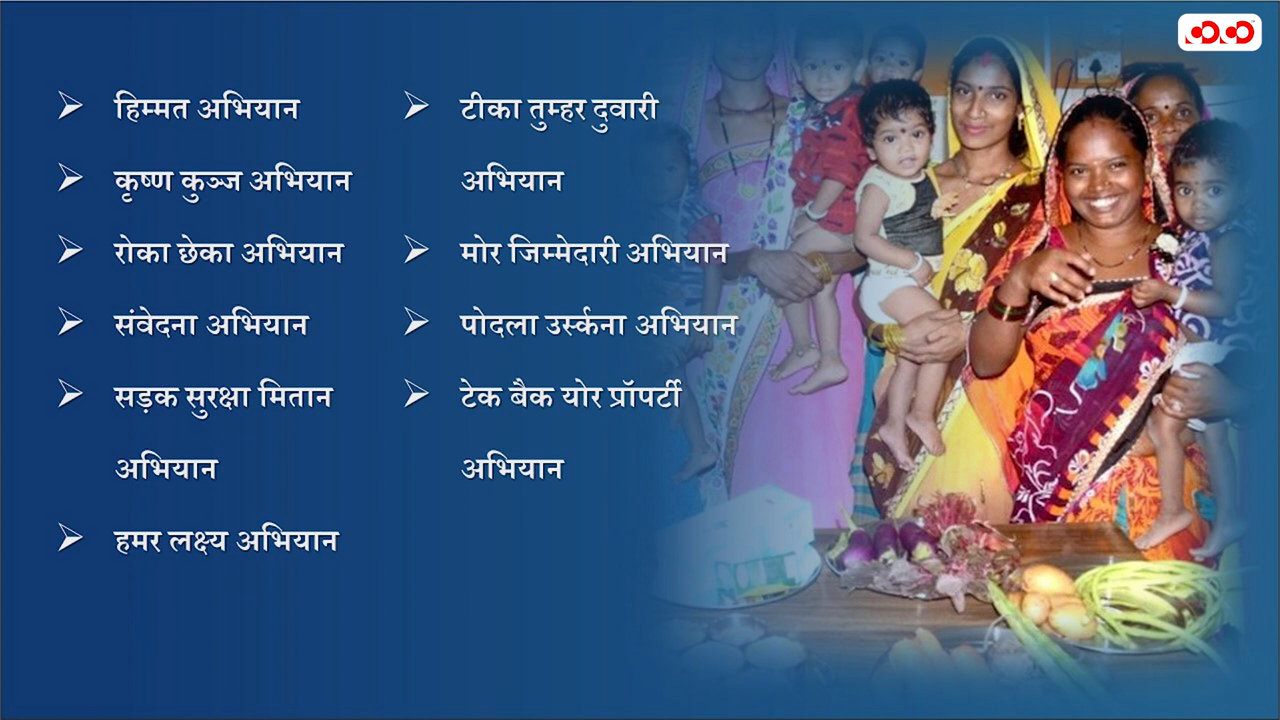 हिम्मत अभियान
कृष्ण कुञ्ज अभियान
रोका छेका अभियान
संवेदना अभियान
सड़क सुरक्षा मितान
अभियान
हमर लक्ष्य अभियान
टीका तुम्हर दुवारी
अभियान
मोर जिम्मेदारी अभियान
पोदला उर्स्कना अभियान
टेक बैक योर प्रॉपर्टी
अभियान